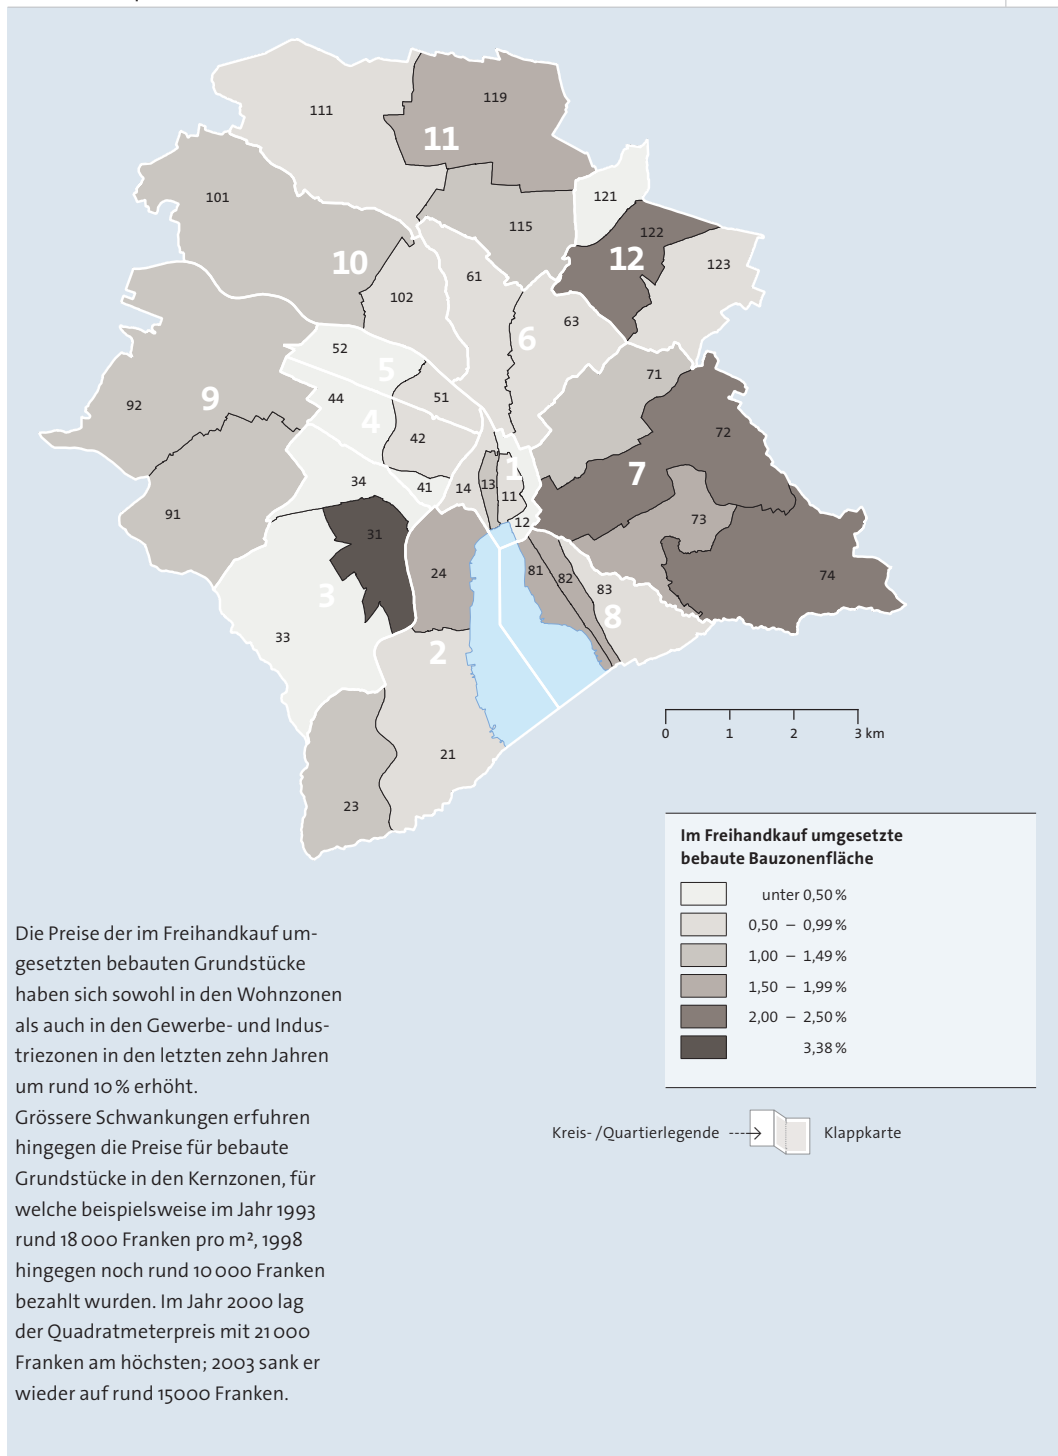 111
119
11
101
121
115
122
12
123
10
61
102
63
6
52
5
71
44
51
92
9
4
42
72
1
7
34
41
14
13
11
12
91
31
73
24
81
82
83
74
3
8
33
2
21
23
0 1 2 3 km
Im Freihandkauf umgesetzte
bebaute Bauzonenfläche
unter 0,50 %
0,50 – 0,99 %
1,00 – 1,49 %
1,50 – 1,99 %
2,00 – 2,50 %
3,38 %
Kreis- /Quartierlegende
Klappkarte
Die Preise der im Freihandkauf um-
gesetzten bebauten Grundstücke
haben sich sowohl in den Wohnzonen
als auch in den Gewerbe- und Indus-
triezonen in den letzten zehn Jahren
um rund 10 % erhöht.
Grössere Schwankungen erfuhren
hingegen die Preise für bebaute
Grundstücke in den Kernzonen, für
welche beispielsweise im Jahr 1993
rund 18 000 Franken pro m², 1998
hingegen noch rund 10 000 Franken
bezahlt wurden. Im Jahr 2000 lag
der Quadratmeterpreis mit 21 000
Franken am höchsten; 2003 sank er
wieder auf rund 15000 Franken.